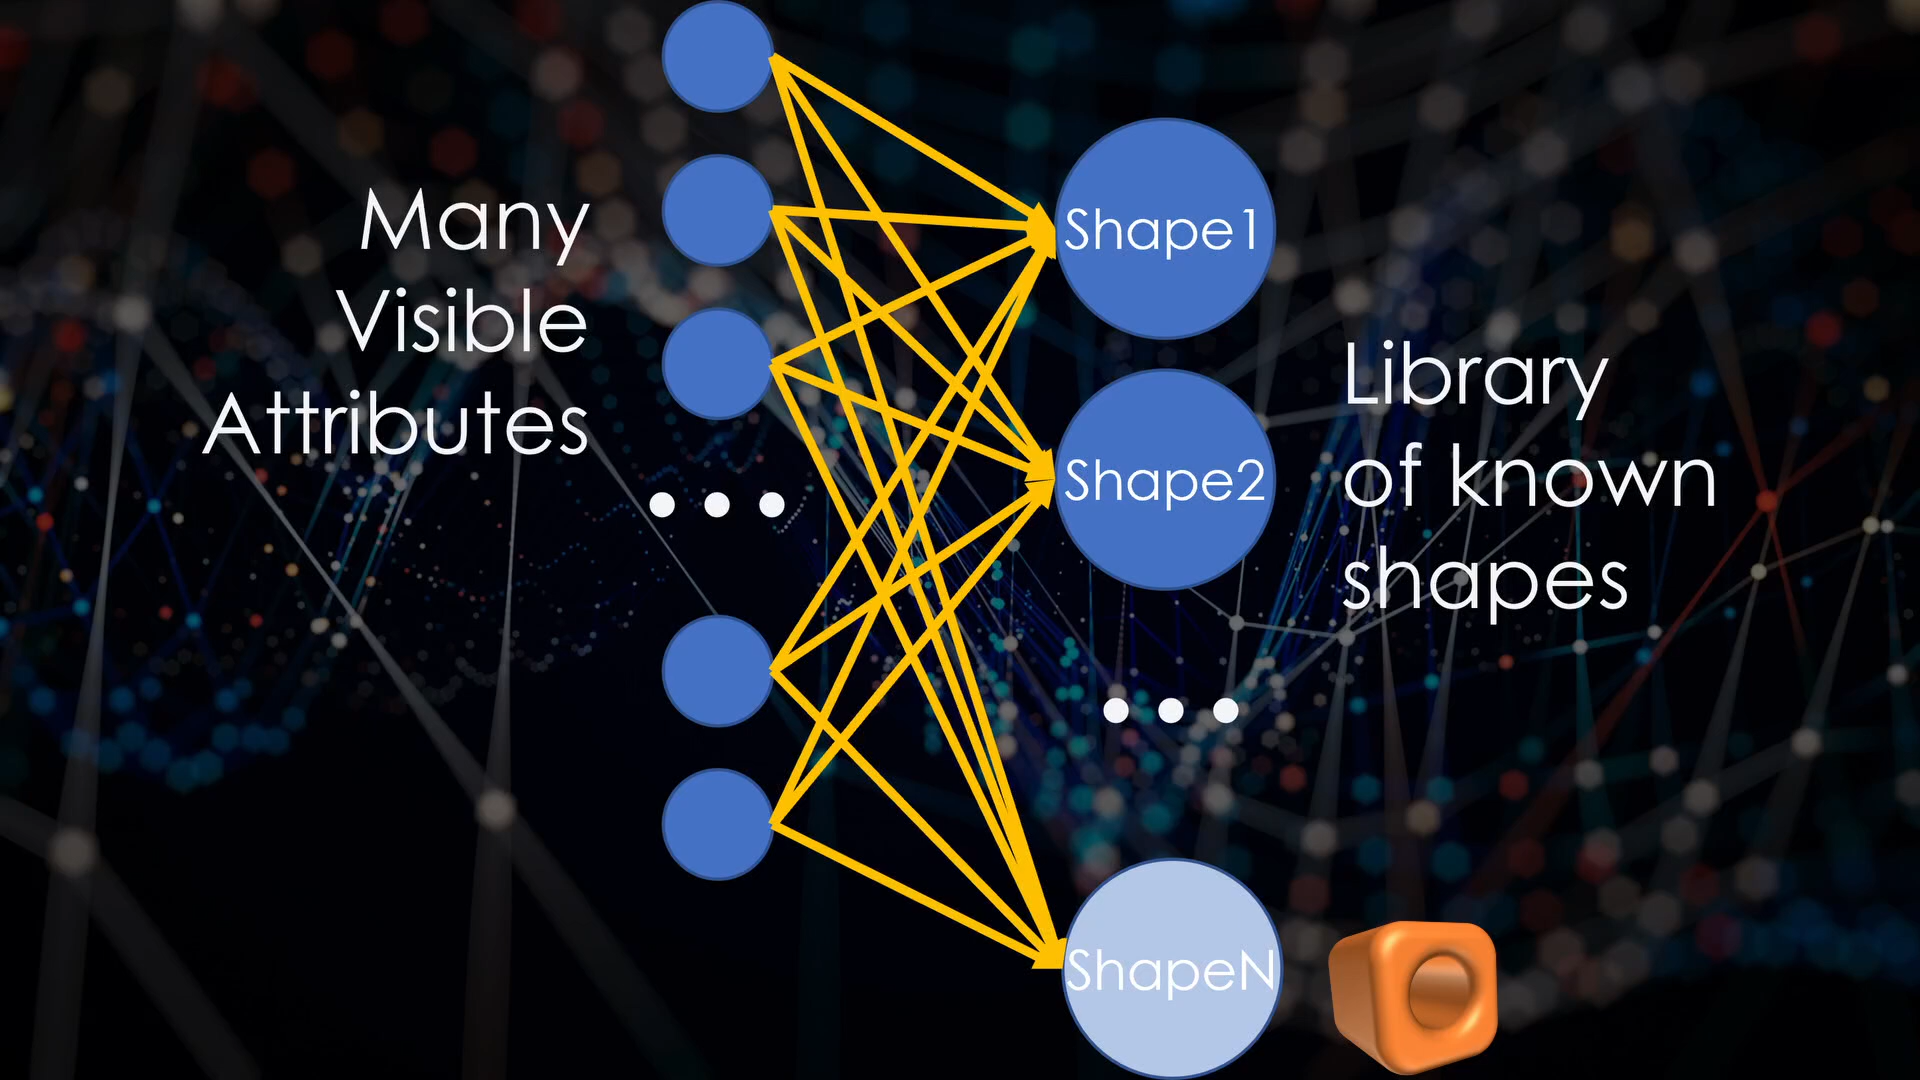 Many
Visible
Attributes
Shape1
Shape2
ShapeN
Library
of known
shapes